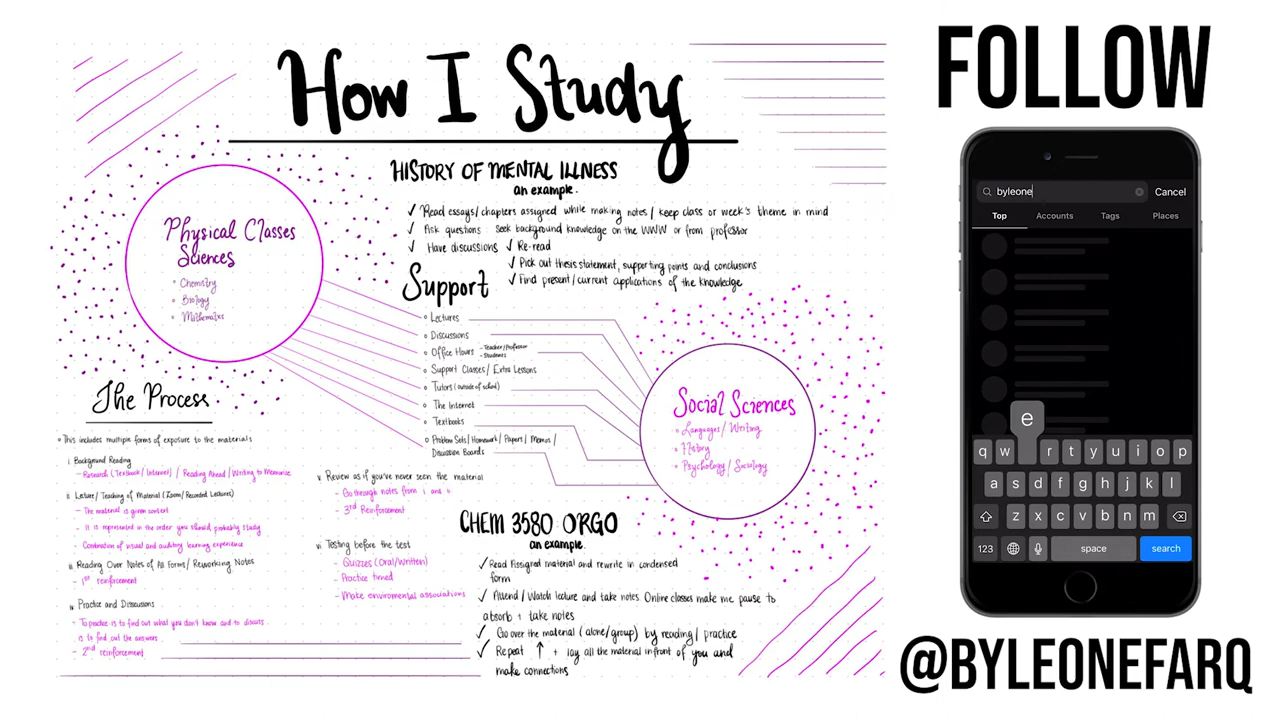 How I Study
HISTORY OF MENTAL ILLNESS
an example.
✓ Read essays/chapters assigned while making notes/ keep class or week's theme in mind
✓ Ask questions seek background knowledge on the WWW or from professor
✓ Have discussions ✓ Re-read
✓ Pick out thesis statement, supporting points and conclusions
✓ Find present/current applications of the knowledge
Physical Classes
Sciences
Chemistry
Biology
Mathematics
Support
Lectures
Discussions
Office Hours - Teacher/Professor
- Students
Support Classes/ Extra Lessons
Tutors (outside of school)
The Internet
Textbooks
Problem Sets/Homework / Papers / Memos /
Discussion Boards
Social Sciences
Languages/ Writing
History
Psychology/ Sociology
The Process
This includes multiple forms of exposure to the materials
i Background Reading
- Research (Textbook/ Internet) / Reading Ahead/Writing to Memorize
ii Lecture/ Teaching of Material (Zoom/Recorded Lectures)
- The material is given context
- It is represented in the order you should probably study
- Combination of visual and auditory learning experience
iii Reading Over Notes of All Forms/ Reworking Notes
- 1st reinforcement
iv Practice and Discussions
- To practice is to find out what you don't know and to discuss
is to find out the answers.
- 2nd reinforcement
v Review as if you've never seen the material
- Go through notes from i and ii
- 3rd Reinforcement
vi Testing before the test
- Quizzes (Oral/Written)
- Practice timed
- Make enviromental associations
CHEM 3580 ORGO
an example.
✓ Read Assigned material and rewrite in condensed
form
✓ Attend / Watch lecture and take notes. Online classes make me pause to
absorb + take notes
✓ Go over the material (alone/group) by reading/ practice
✓ Repeat ↑ + lay all the material in front of you and
make connections
FOLLOW
byleone
Cancel
Top Accounts Tags Places
e
q w r t y u i o p
a s d f g h j k l
z x c v b n m
123 space search
@BYLEONEFARQ